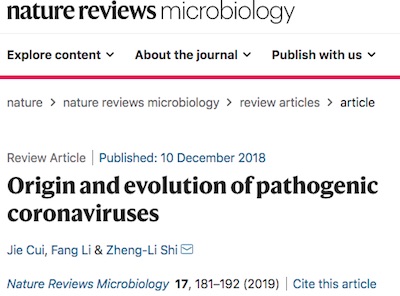 nature reviews microbiology
Explore content About the journal Publish with us
nature > nature reviews microbiology > review articles > article
Review Article | Published: 10 December 2018
Origin and evolution of pathogenic
coronaviruses
Jie Cui, Fang Li & Zheng-Li Shi
Nature Reviews Microbiology 17, 181–192 (2019) | Cite this article